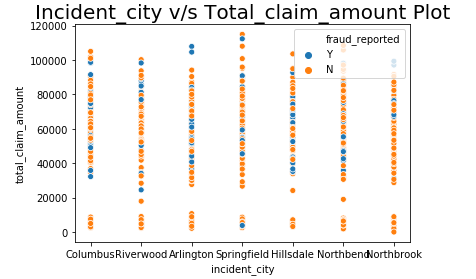 Incident_city v/s Total_claim_amount Plot
120000
100000
80000
60000
40000
20000
0
total_claim_amount
fraud_reported
Y
N
Columbus Riverwood Arlington Springfield Hillsdale Northbend Northbrook
incident_city